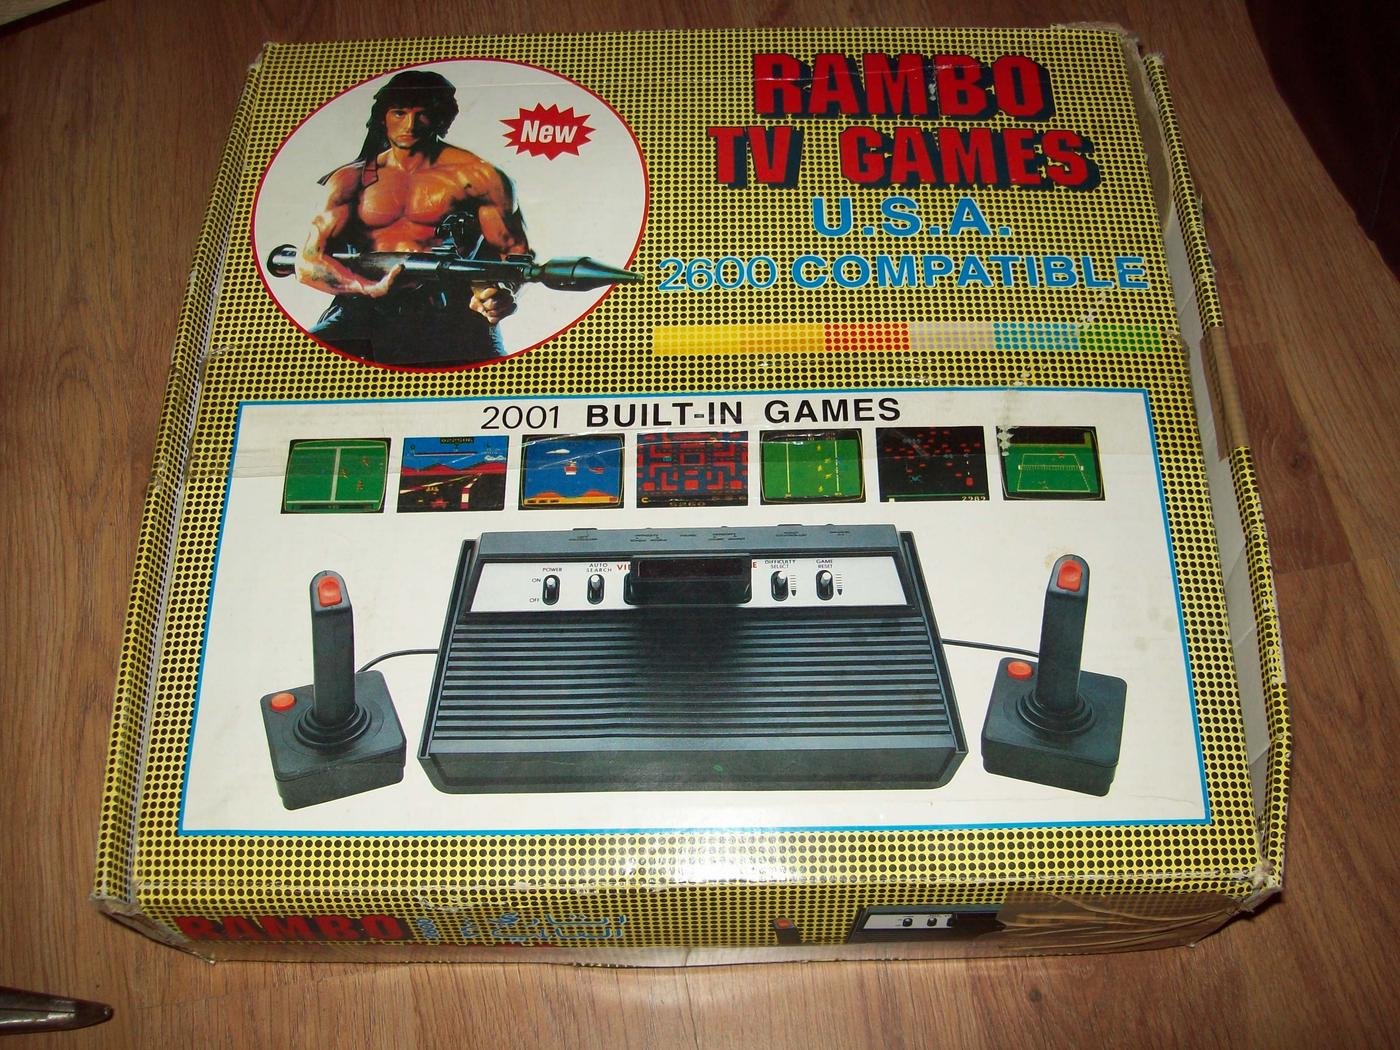 New
RAMBO
TV GAMES
U.S.A.
2600 COMPATIBLE
2001 BUILT-IN GAMES
POWER
ON
OFF
AUTO
SEARCH
DIFFICULTY
SELECT
GAME
RESET
RAMBO